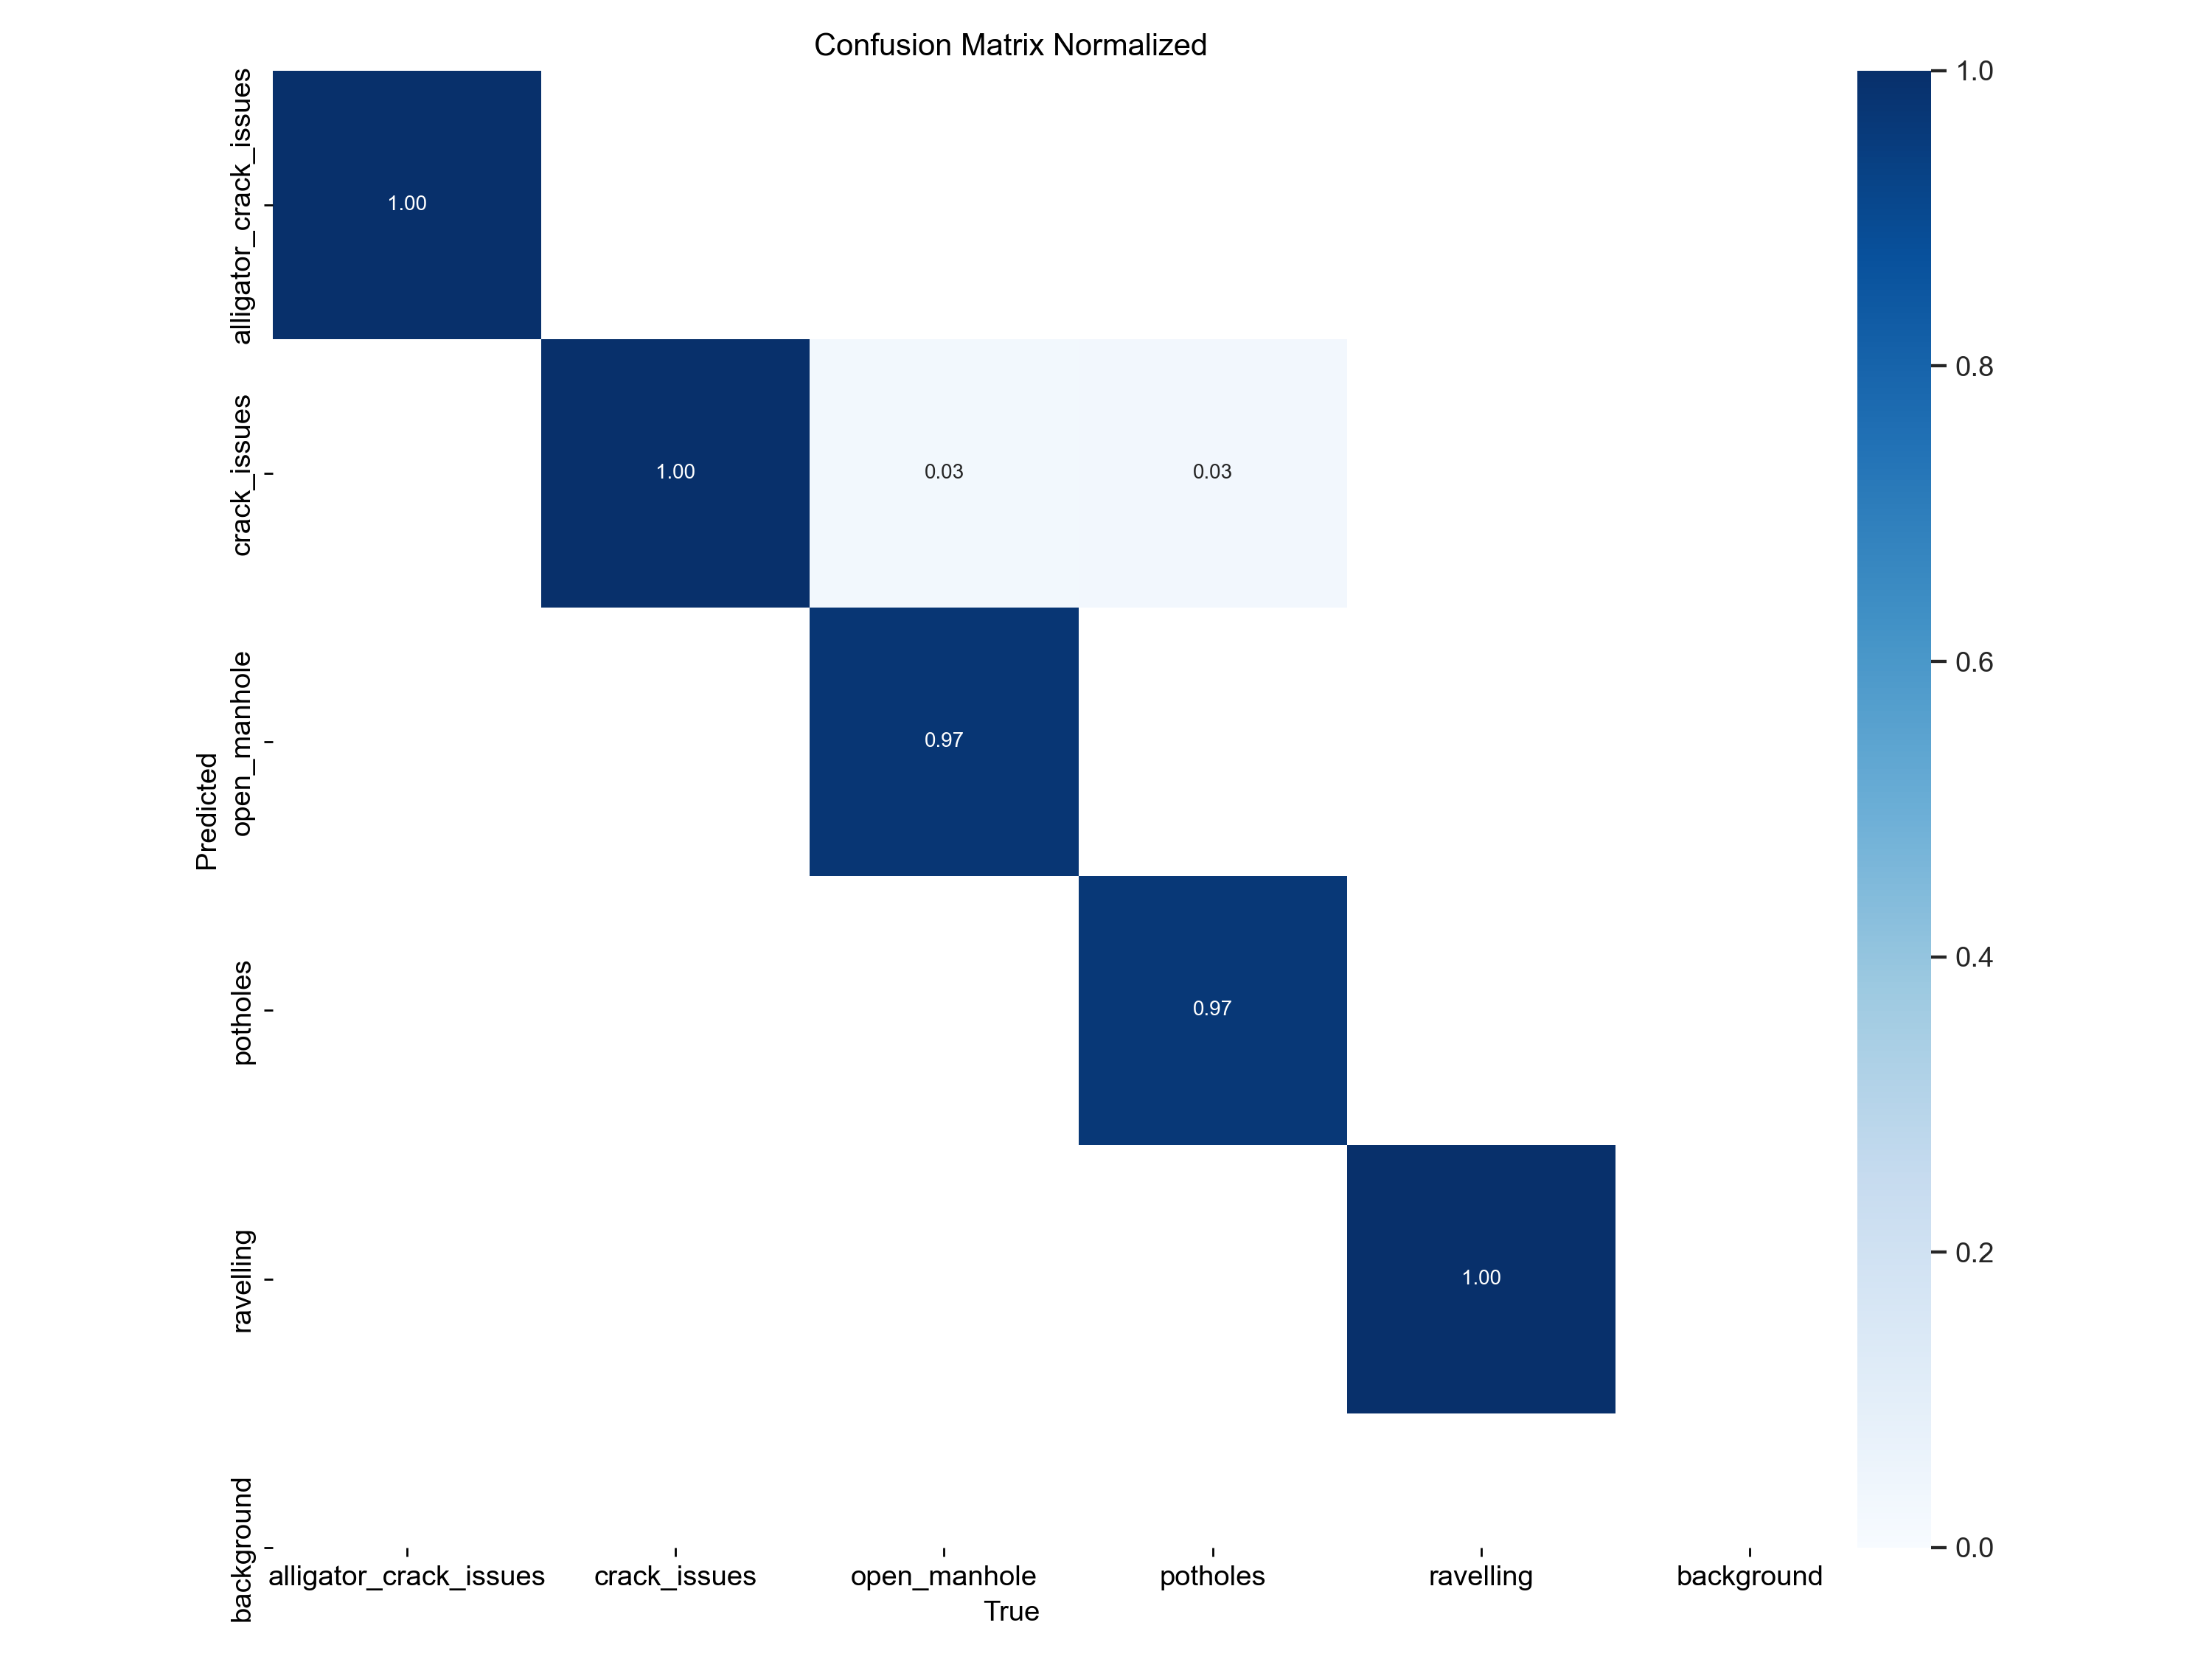 Confusion Matrix Normalized
alligator_crack_issues
crack_issues
open_manhole
potholes
ravelling
background
Predicted
1.00
1.00
0.03
0.03
0.97
0.97
1.00
alligator_crack_issues
crack_issues
open_manhole
potholes
ravelling
background
True
1.0
0.8
0.6
0.4
0.2
0.0